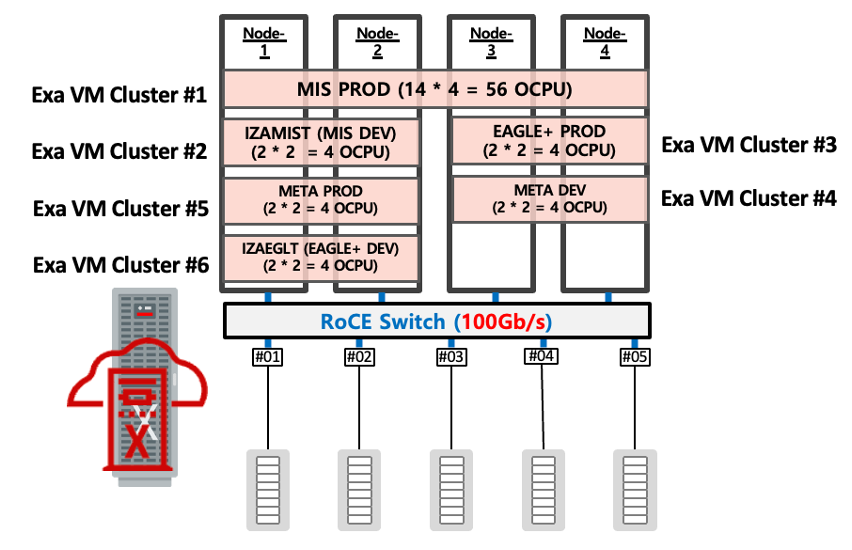 Node-
1
Node-
2
Node-
3
Node-
4
Exa VM Cluster #1
MIS PROD (14 * 4 = 56 OCPU)
Exa VM Cluster #2
IZAMIST (MIS DEV)
(2 * 2 = 4 OCPU)
EAGLE+ PROD
(2 * 2 = 4 OCPU)
Exa VM Cluster #3
Exa VM Cluster #5
META PROD
(2 * 2 = 4 OCPU)
META DEV
(2 * 2 = 4 OCPU)
Exa VM Cluster #4
Exa VM Cluster #6
IZAEGLT (EAGLE+ DEV)
(2 * 2 = 4 OCPU)
RoCE Switch (100Gb/s)
#01
#02
#03
#04
#05
X
X